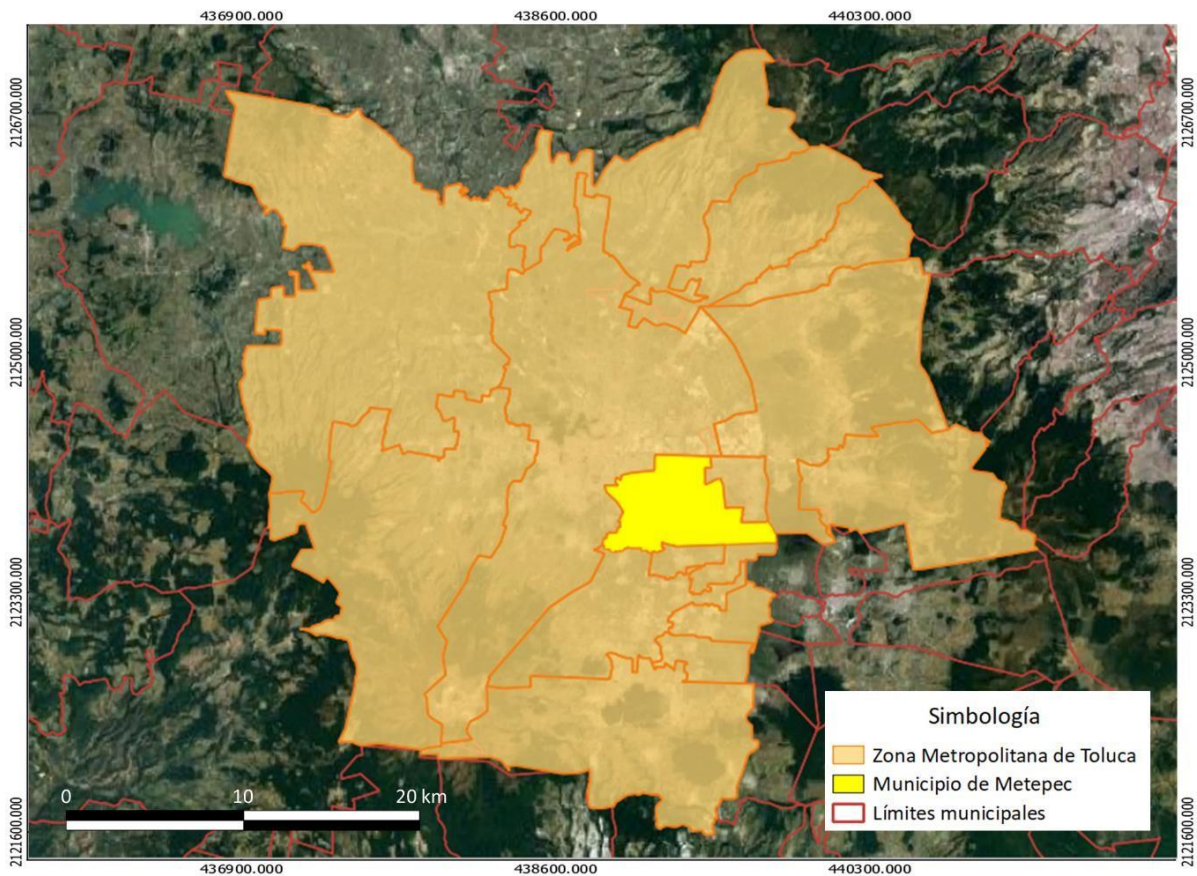 436900.000 438600.000 440300.000
2126700.000 2126700.000
2125000.000 2125000.000
2123300.000 2123300.000
2121600.000 2121600.000
Simbología
Zona Metropolitana de Toluca
Municipio de Metepec
Límites municipales
0 10 20 km
436900.000 438600.000 440300.000